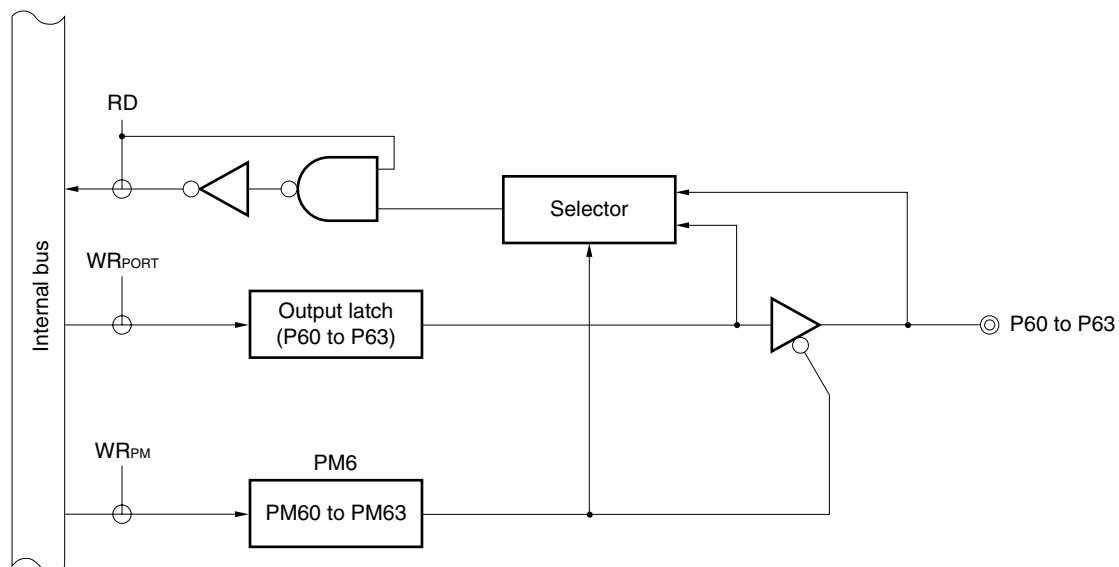 RD
Selector
WRPORT
Internal bus
Output latch
(P60 to P63)
P60 to P63
WRPM
PM6
PM60 to PM63